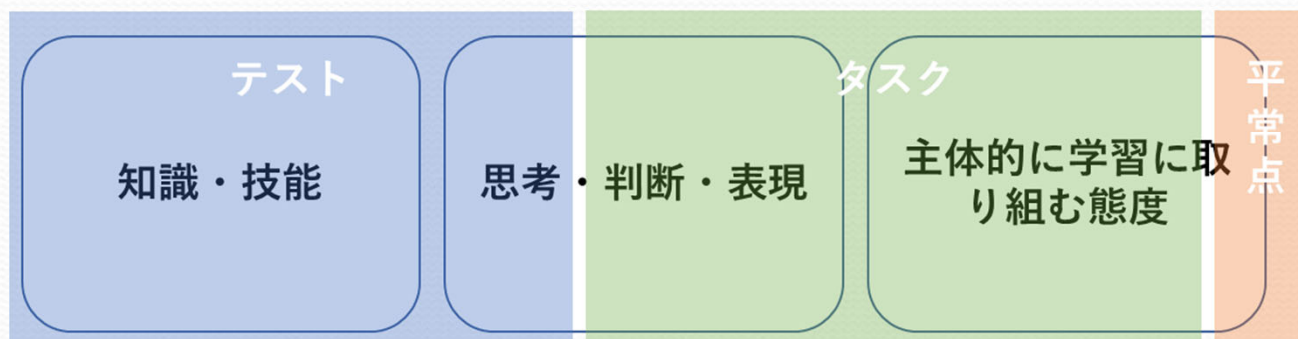 テスト
タスク
平常点
知識・技能
思考・判断・表現
主体的に学習に取
り組む態度